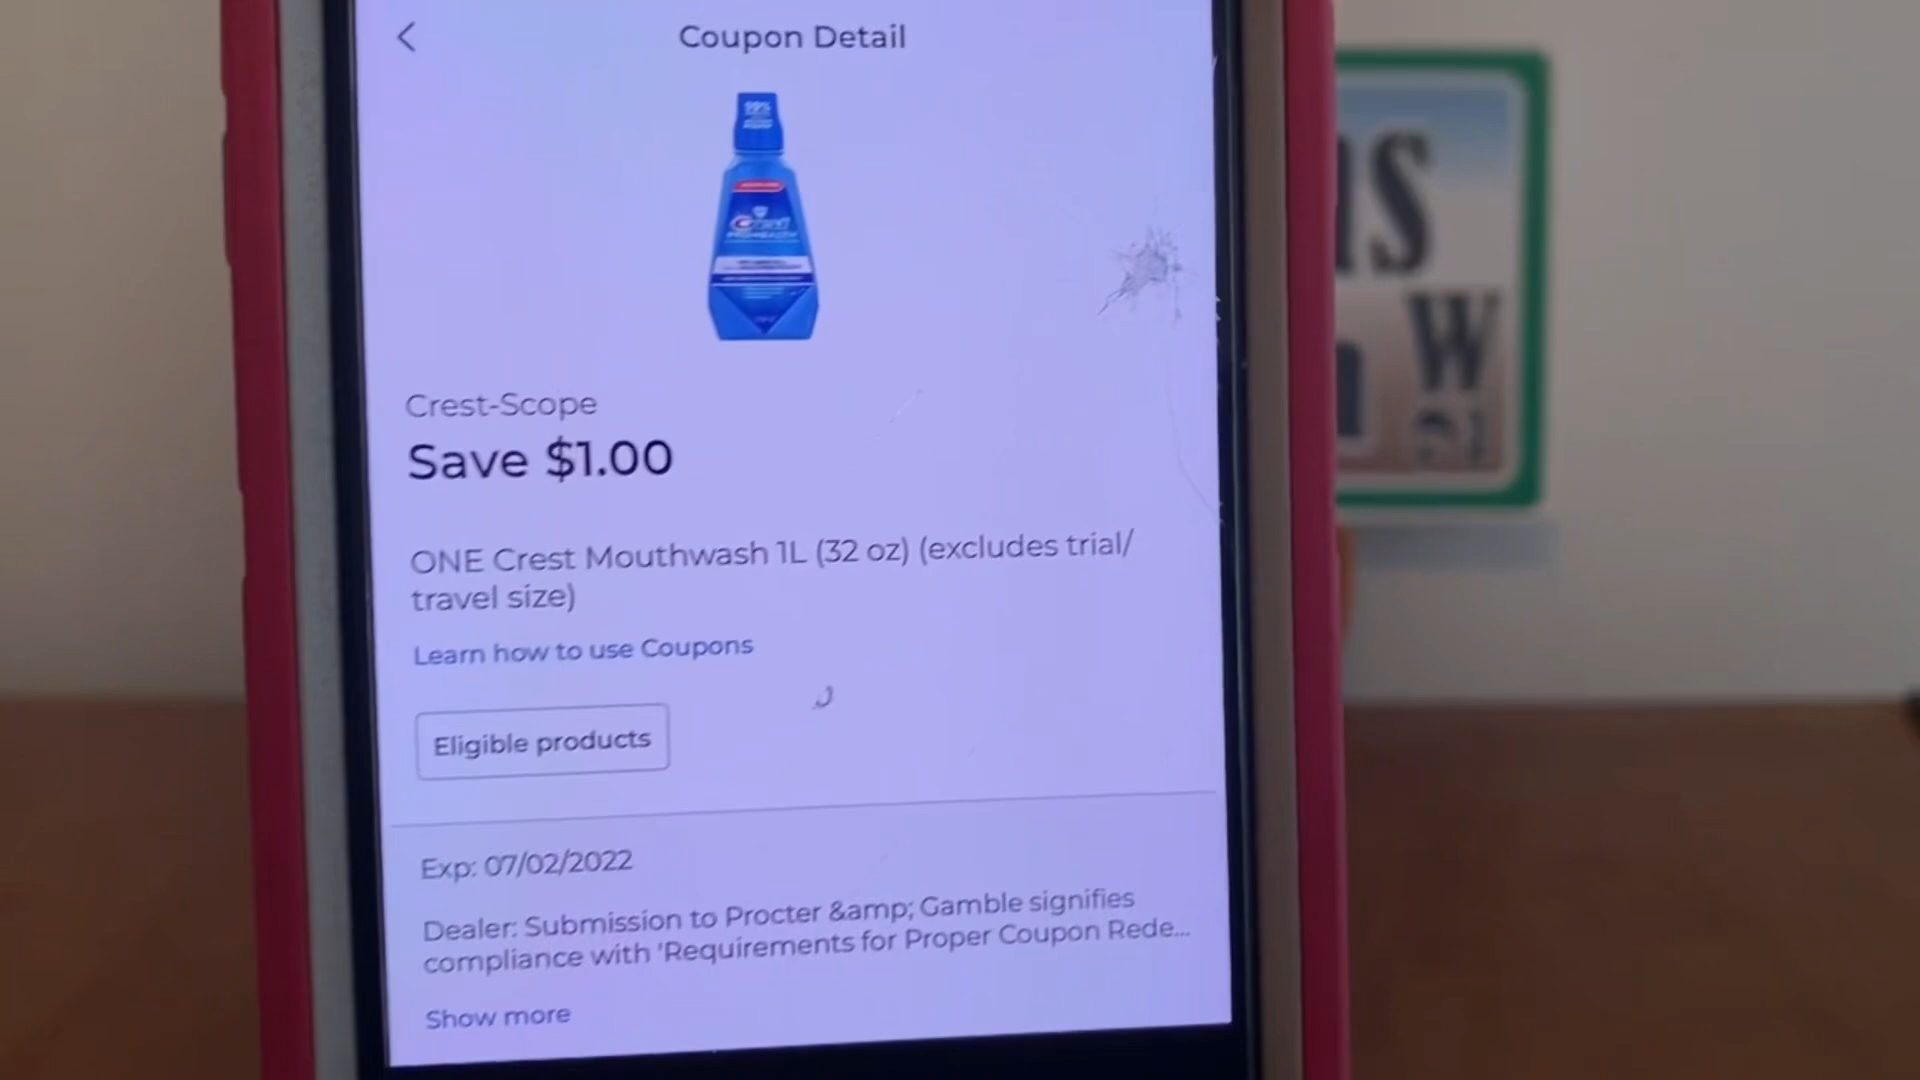 Coupon Detail
99%
Crest
Crest-Scope
Save $1.00
ONE Crest Mouthwash 1L (32 oz) (excludes trial/
travel size)
Learn how to use Coupons
Eligible products
Exp: 07/02/2022
Dealer: Submission to Procter &amp; Gamble signifies
compliance with 'Requirements for Proper Coupon Rede...
Show more